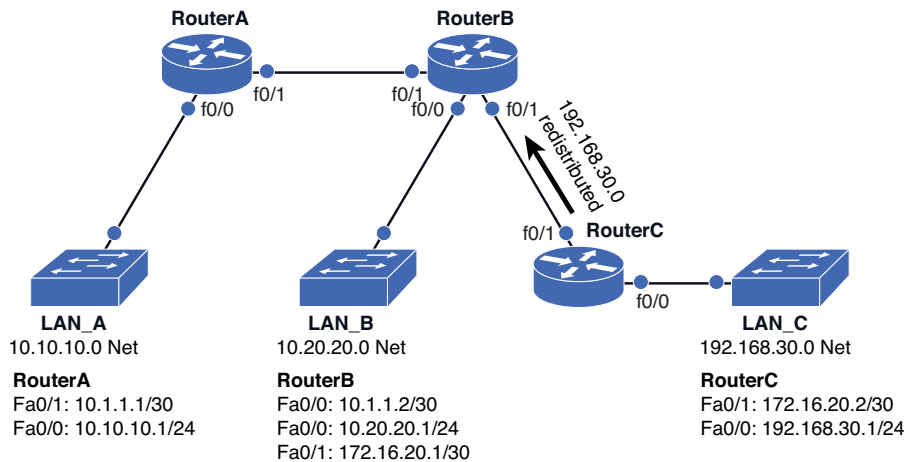 RouterA
RouterB
f0/1
f0/1
f0/0
f0/0
f0/1
192.168.30.0
redistributed
f0/1
RouterC
f0/0
LAN_A
10.10.10.0 Net
LAN_B
10.20.20.0 Net
LAN_C
192.168.30.0 Net
RouterA
Fa0/1: 10.1.1.1/30
Fa0/0: 10.10.10.1/24
RouterB
Fa0/0: 10.1.1.2/30
Fa0/0: 10.20.20.1/24
Fa0/1: 172.16.20.1/30
RouterC
Fa0/1: 172.16.20.2/30
Fa0/0: 192.168.30.1/24